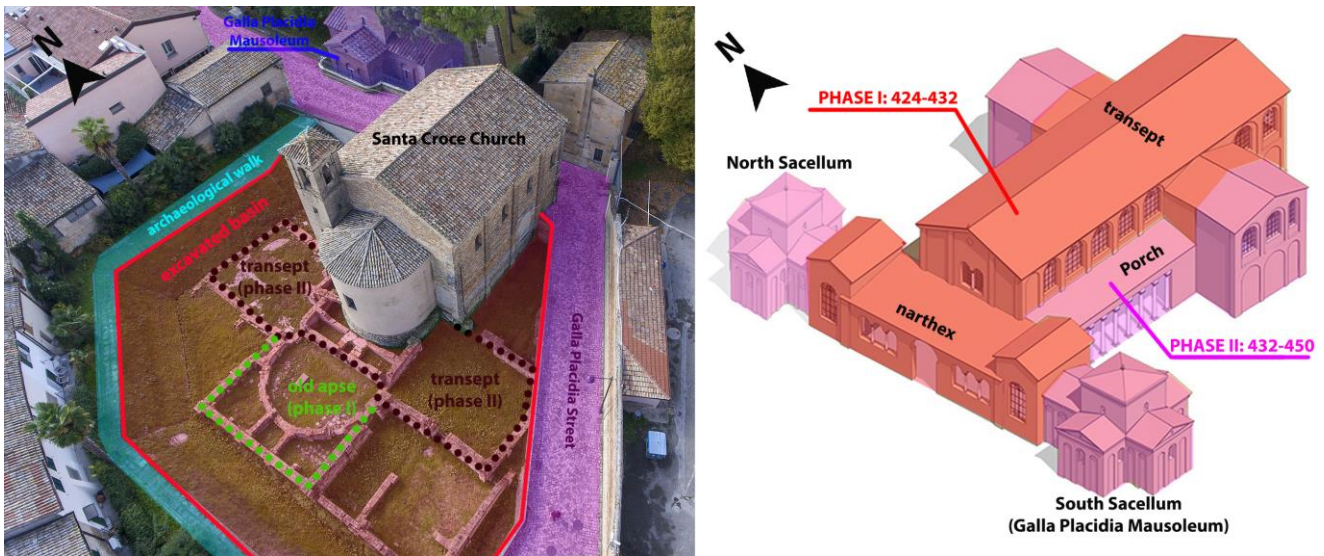 N
Galla Placidia
Mausoleum
Santa Croce Church
archaeological walk
excavated basin
transept
(phase II)
old apse
(phase I)
transept
(phase II)
Galla Placidia Street
N
PHASE I: 424-432
transept
North Sacellum
Porch
narthex
PHASE II: 432-450
South Sacellum
(Galla Placidia Mausoleum)